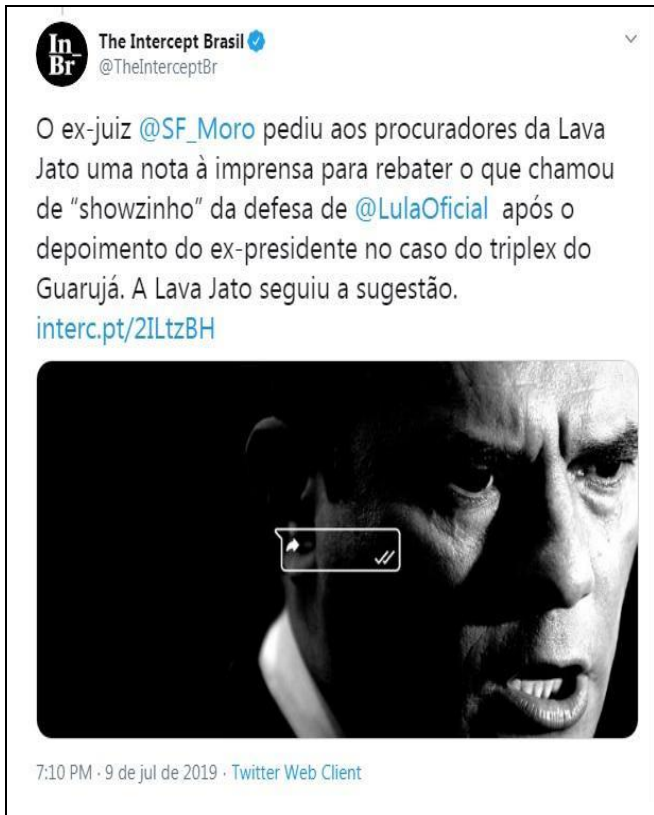 In_
Br
The Intercept Brasil
@TheInterceptBr
O ex-juiz @SF_Moro pediu aos procuradores da Lava
Jato uma nota à imprensa para rebater o que chamou
de “showzinho” da defesa de @LulaOficial após o
depoimento do ex-presidente no caso do triplex do
Guarujá. A Lava Jato seguiu a sugestão.
interc.pt/2ILtzBH
7:10 PM · 9 de jul de 2019 · Twitter Web Client